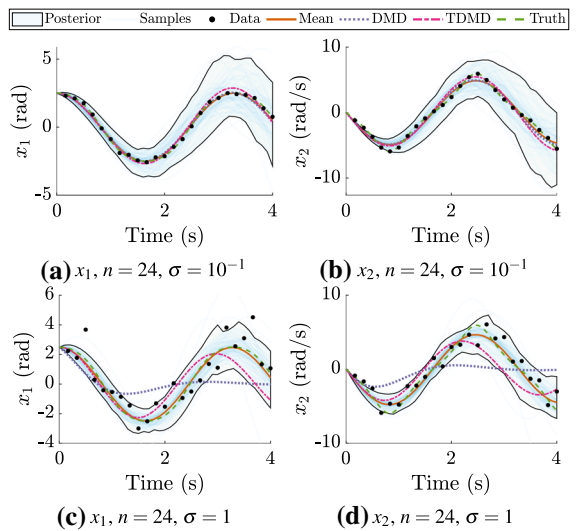 Posterior Samples Data Mean DMD TDMD Truth
5
0
-5
x₁ (rad)
0 2 4
Time (s)
10
0
-10
x₂ (rad/s)
0 2 4
Time (s)
(a) x₁, n = 24, σ = 10⁻¹
(b) x₂, n = 24, σ = 10⁻¹
6
4
2
0
-2
-4
x₁ (rad)
0 2 4
Time (s)
10
0
-10
x₂ (rad/s)
0 2 4
Time (s)
(c) x₁, n = 24, σ = 1
(d) x₂, n = 24, σ = 1